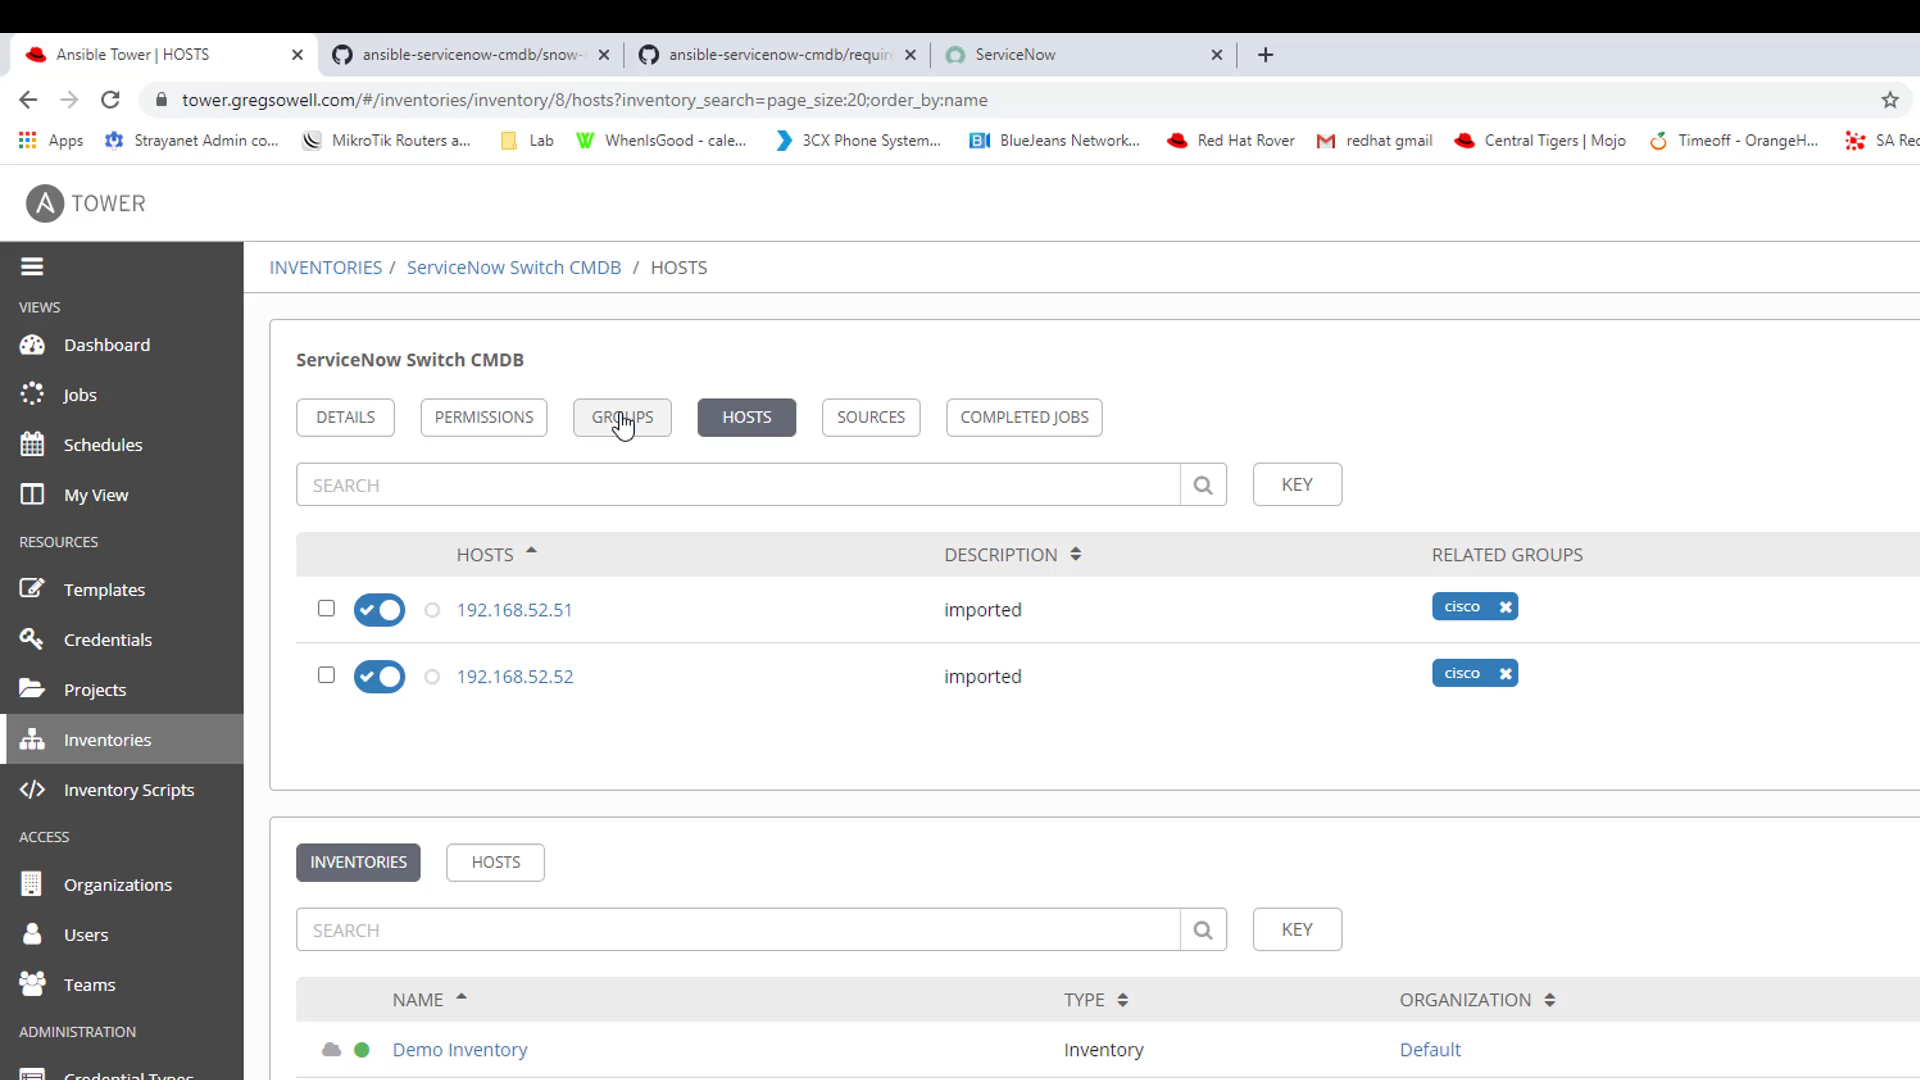 Ansible Tower | HOSTS
ansible-servicenow-cmdb/snow-
ansible-servicenow-cmdb/requir
ServiceNow
tower.gregsowell.com/#/inventories/inventory/8/hosts?inventory_search=page_size:20;order_by:name
Apps
Strayanet Admin co...
MikroTik Routers a...
Lab
WhenIsGood - cale...
3CX Phone System...
BlueJeans Network...
Red Hat Rover
redhat gmail
Central Tigers | Mojo
Timeoff - OrangeH...
SA Rec
A TOWER
INVENTORIES / ServiceNow Switch CMDB / HOSTS
VIEWS
Dashboard
Jobs
Schedules
My View
RESOURCES
Templates
Credentials
Projects
Inventories
Inventory Scripts
ACCESS
Organizations
Users
Teams
ADMINISTRATION
Credential Types
ServiceNow Switch CMDB
DETAILS
PERMISSIONS
GROUPS
HOSTS
SOURCES
COMPLETED JOBS
SEARCH
KEY
HOSTS
DESCRIPTION
RELATED GROUPS
192.168.52.51
imported
cisco
192.168.52.52
imported
cisco
INVENTORIES
HOSTS
SEARCH
KEY
NAME
TYPE
ORGANIZATION
Demo Inventory
Inventory
Default